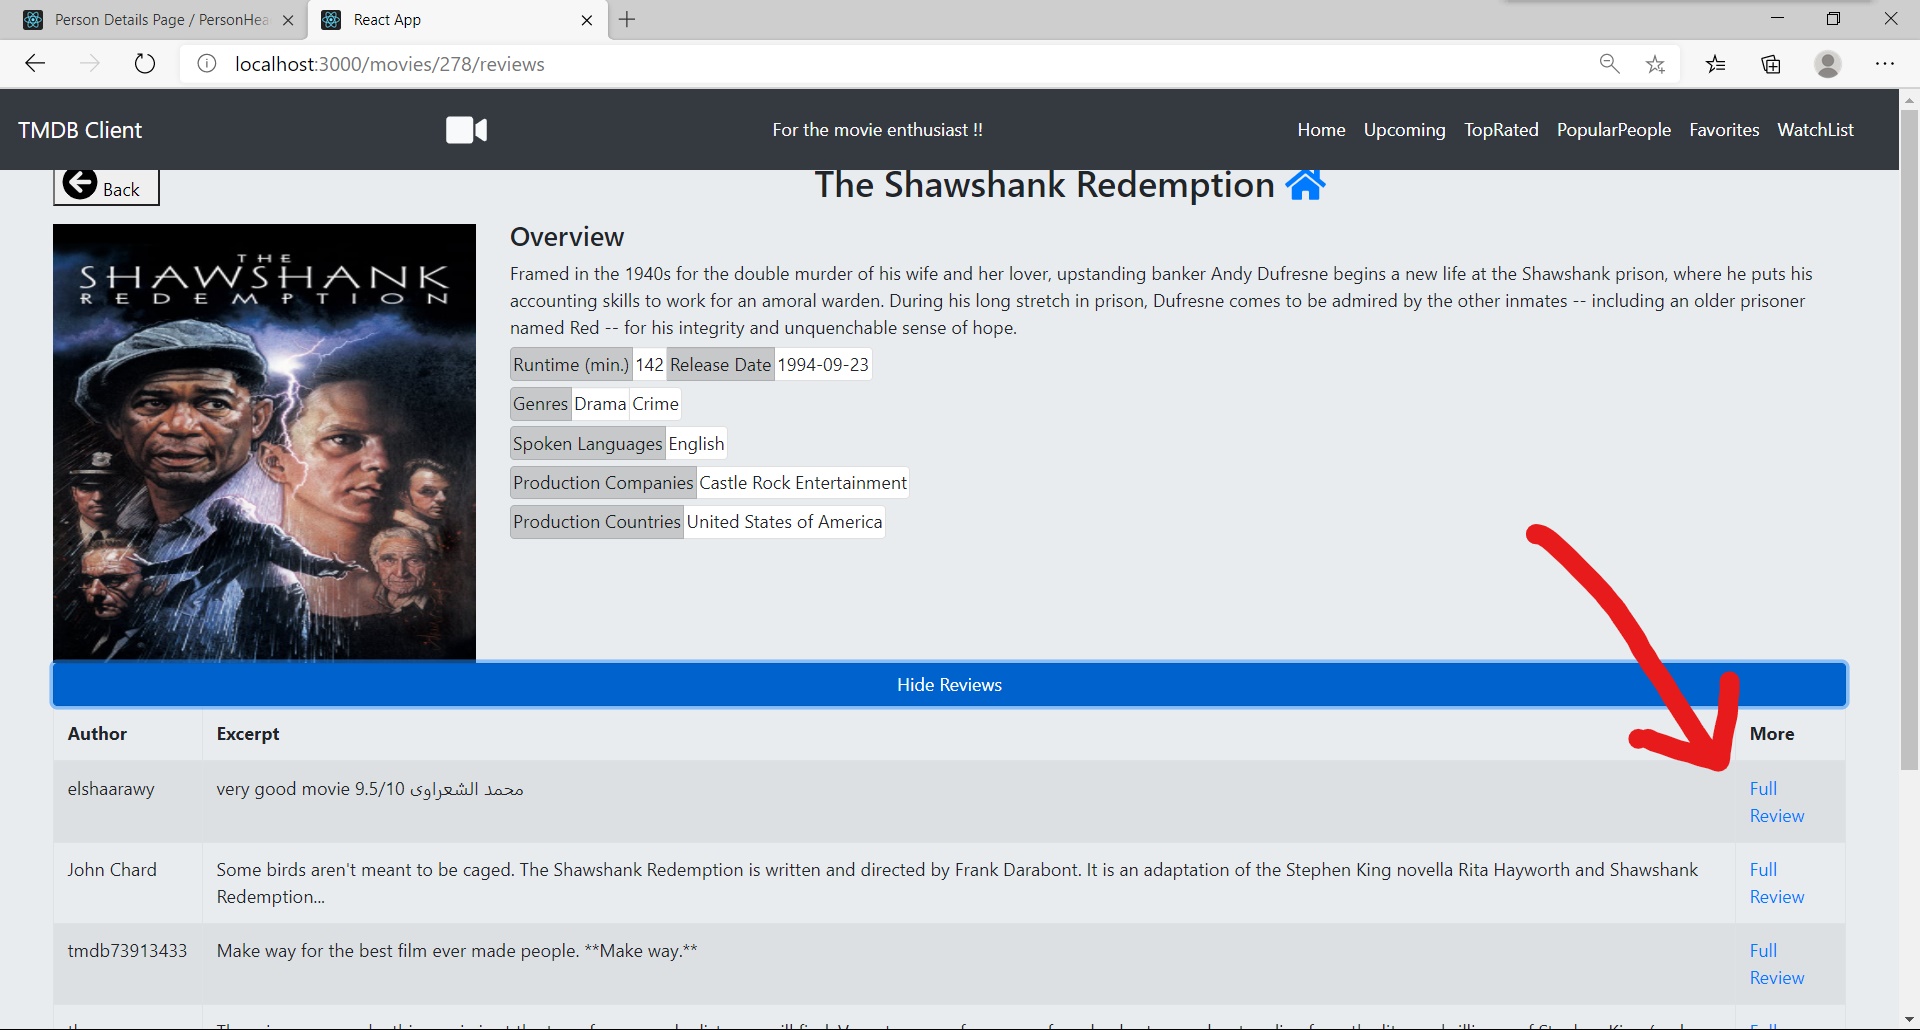 Person Details Page / PersonHea
React App
localhost:3000/movies/278/reviews
TMDB Client
For the movie enthusiast !!
Home Upcoming TopRated PopularPeople Favorites WatchList
Back
The Shawshank Redemption
THE
SHAWSHANK
REDEMPTION
Overview
Framed in the 1940s for the double murder of his wife and her lover, upstanding banker Andy Dufresne begins a new life at the Shawshank prison, where he puts his
accounting skills to work for an amoral warden. During his long stretch in prison, Dufresne comes to be admired by the other inmates -- including an older prisoner
named Red -- for his integrity and unquenchable sense of hope.
Runtime (min.) 142 Release Date 1994-09-23
Genres Drama Crime
Spoken Languages English
Production Companies Castle Rock Entertainment
Production Countries United States of America
Hide Reviews
Author Excerpt More
elshaarawy very good movie 9.5/10 محمد الشعراوى Full
Review
John Chard Some birds aren't meant to be caged. The Shawshank Redemption is written and directed by Frank Darabont. It is an adaptation of the Stephen King novella Rita Hayworth and Shawshank Full
Redemption... Review
tmdb73913433 Make way for the best film ever made people. **Make way.** Full
Review